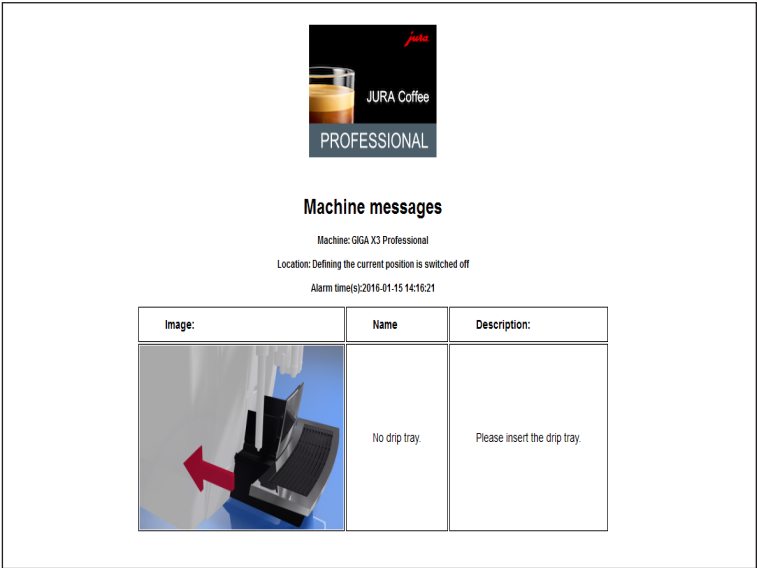 jura
JURA Coffee
PROFESSIONAL
Machine messages
Machine: GIGA X3 Professional
Location: Defining the current position is switched off
Alarm time(s):2016-01-15 14:16:21
Image: Name Description:
No drip tray. Please insert the drip tray.